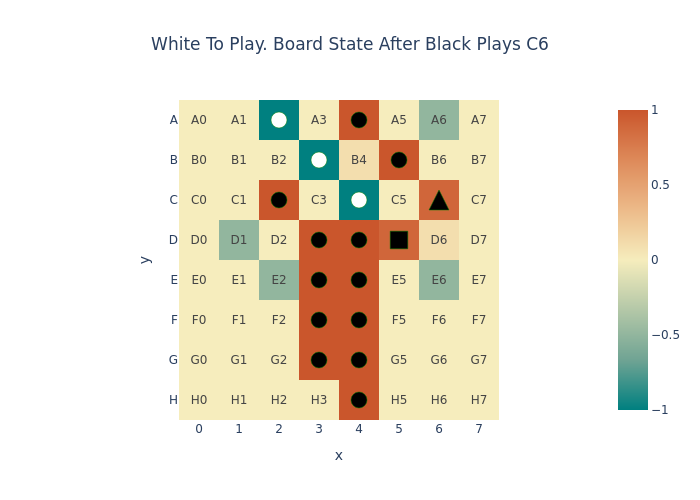 White To Play. Board State After Black Plays C6
A A0 A1 A3 A5 A6 A7
B B0 B1 B2 B4 B6 B7
C C0 C1 C3 C5 C7
D D0 D1 D2 D6 D7
E E0 E1 E2 E5 E6 E7
F F0 F1 F2 F5 F6 F7
G G0 G1 G2 G5 G6 G7
H H0 H1 H2 H3 H5 H6 H7
0 1 2 3 4 5 6 7
x
y
1
0.5
0
−0.5
−1